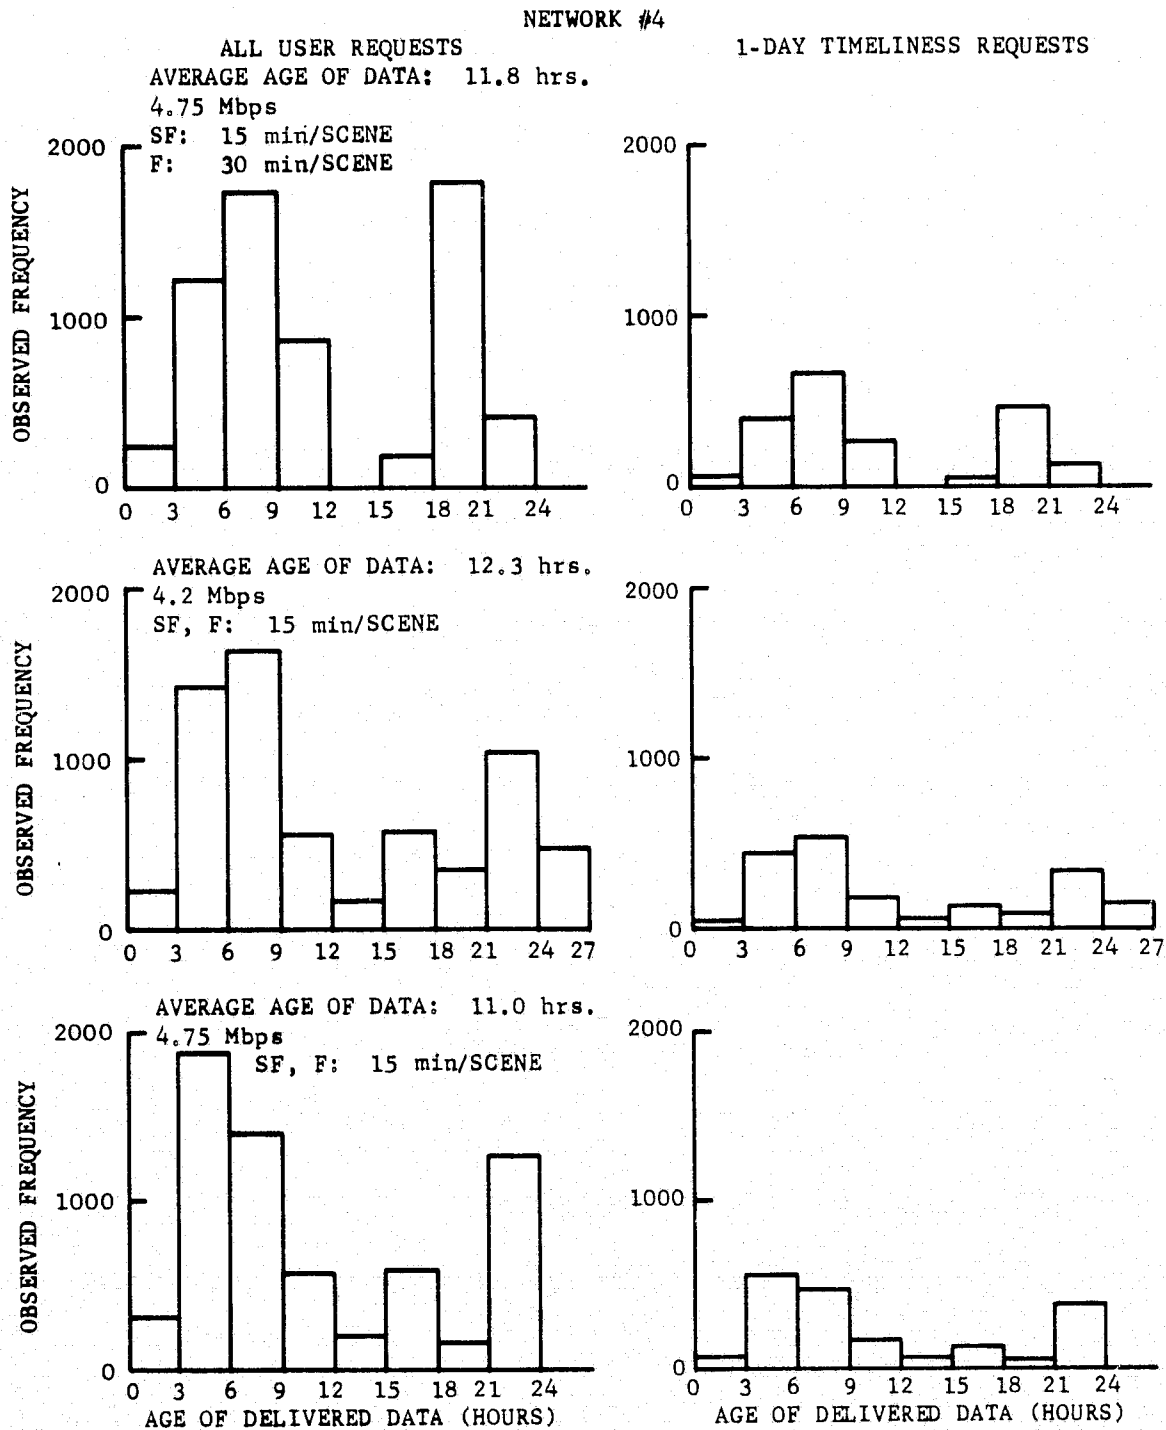 NETWORK #4
ALL USER REQUESTS
AVERAGE AGE OF DATA: 11.8 hrs.
4.75 Mbps
SF: 15 min/SCENE
F: 30 min/SCENE
OBSERVED FREQUENCY
2000
1000
0
0 3 6 9 12 15 18 21 24
1-DAY TIMELINESS REQUESTS
2000
1000
0
0 3 6 9 12 15 18 21 24
AVERAGE AGE OF DATA: 12.3 hrs.
4.2 Mbps
SF, F: 15 min/SCENE
OBSERVED FREQUENCY
2000
1000
0
0 3 6 9 12 15 18 21 24 27
2000
1000
0
0 3 6 9 12 15 18 21 24 27
AVERAGE AGE OF DATA: 11.0 hrs.
4.75 Mbps
SF, F: 15 min/SCENE
OBSERVED FREQUENCY
2000
1000
0
0 3 6 9 12 15 18 21 24
AGE OF DELIVERED DATA (HOURS)
2000
1000
0
0 3 6 9 12 15 18 21 24
AGE OF DELIVERED DATA (HOURS)